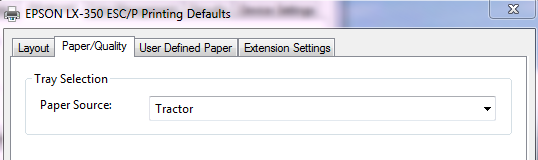 EPSON LX-350 ESC/P Printing Defaults
Layout Paper/Quality User Defined Paper Extension Settings
Tray Selection
Paper Source: Tractor